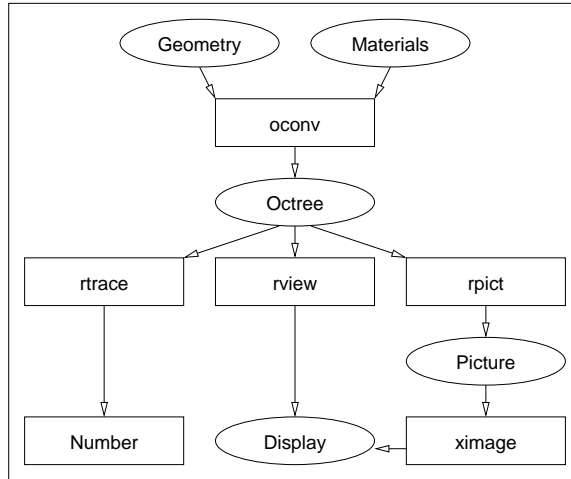 Geometry
Materials
oconv
Octree
rtrace
rview
rpict
Picture
Number
Display
ximage